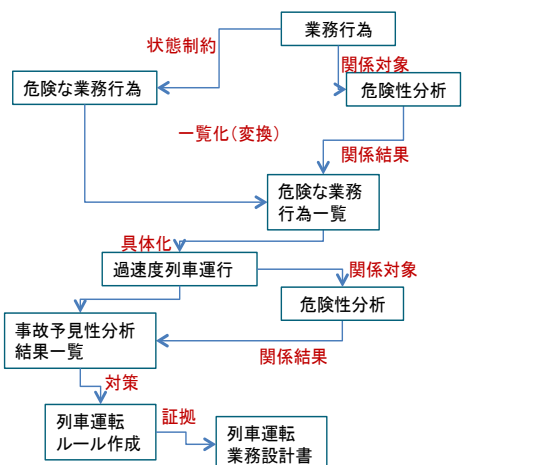 業務行為
状態制約
関係対象
危険な業務行為
危険性分析
一覧化(変換)
関係結果
危険な業務
行為一覧
具体化
過速度列車運行
関係対象
危険性分析
事故予見性分析
結果一覧
関係結果
対策
列車運転
ルール作成
証拠
列車運転
業務設計書